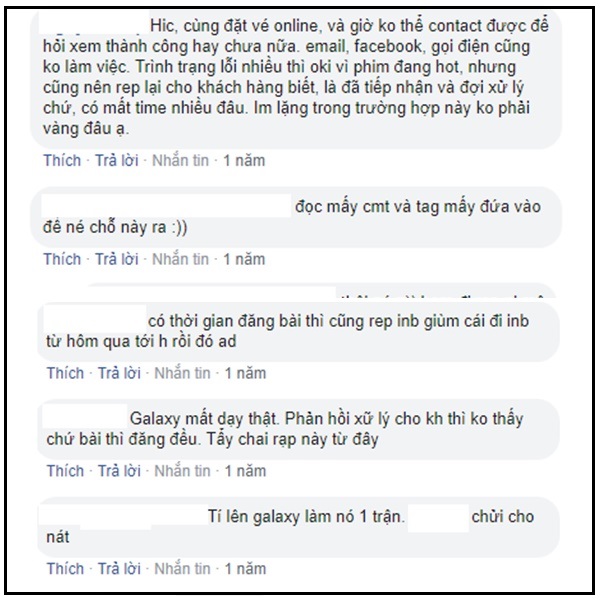 Hic, cùng đặt vé online, và giờ ko thể contact được để
hỏi xem thành công hay chưa nữa. email, facebook, gọi điện cũng
ko làm việc. Trình trạng lỗi nhiều thì oki vì phim đang hot, nhưng
cũng nên rep lại cho khách hàng biết, là đã tiếp nhận và đợi xử lý
chứ, có mất time nhiều đâu. Im lặng trong trường hợp này ko phải
vàng đâu ạ.
Thích · Trả lời · Nhắn tin · 1 năm
đọc mấy cmt và tag mấy đứa vào
đê né chỗ này ra :))
Thích · Trả lời · Nhắn tin · 1 năm
có thời gian đăng bài thì cũng rep inb giùm cái đi inb
từ hôm qua tới h rồi đó ad
Thích · Trả lời · Nhắn tin · 1 năm
Galaxy mất dạy thật. Phản hồi xữ lý cho kh thì ko thấy
chứ bài thì đăng đều. Tẩy chai rạp này từ đây
Thích · Trả lời · Nhắn tin · 1 năm
Tí lên galaxy làm nó 1 trận. chửi cho
nát
Thích · Trả lời · Nhắn tin · 1 năm